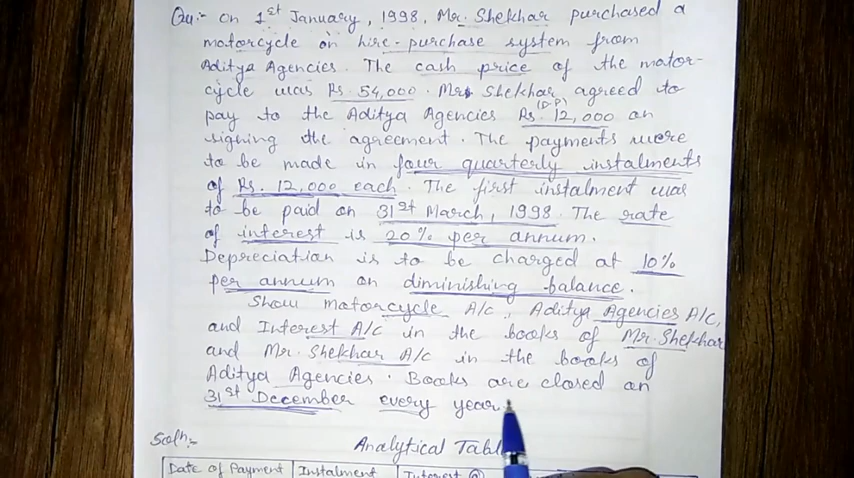 Qu:- On 1st January, 1998, Mr. Shekhar purchased a
motorcycle on hire-purchase system from
Aditya Agencies. The cash price of the motor-
cycle was Rs. 54,000. Mr. Shekhar agreed to
pay to the Aditya Agencies Rs. 12,000 on
(D.P)
signing the agreement. The payments were
to be made in four quarterly instalments
of Rs. 12,000 each. The first instalment was
to be paid on 31st March, 1998. The rate
of interest is 20% per annum.
Depreciation is to be charged at 10%
per annum on diminishing balance.
Show Motorcycle A/c, Aditya Agencies A/C,
and Interest A/c in the books of Mr. Shekhar
and Mr. Shekhar A/c in the books of
Aditya Agencies. Books are closed on
31st December every year.
Soln:-
Analytical
Date of Payment Instalment Interest @